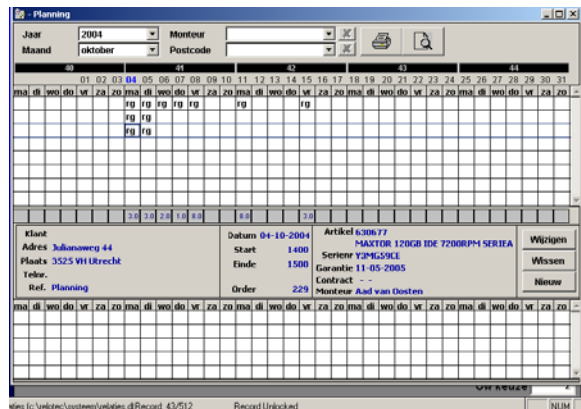 - Planning
Jaar 2004 Monteur
Maand oktober Postcode
40 41 42 43 44
01 02 03 04 05 06 07 08 09 10 11 12 13 14 15 16 17 18 19 20 21 22 23 24 25 26 27 28 29 30 31
ma di wo do vr za zo ma di wo do vr za zo ma di wo do vr za zo ma di wo do vr za zo ma di wo do vr za zo
rg rg rg rg rg rg rg
rg rg
rg rg
3.0 3.0 2.0 1.0 8.0 8.0 3.0
Klant Datum 04-10-2004 Artikel 630677
MAXTOR 120GB IDE 7200RPM SERIEA
Adres Julianaweg 44 Start 1400 Serienr Y3MG59CE Wijzigen
Plaats 3525 VH Utrecht Einde 1500 Garantie 11-05-2005 Wissen
Telnr. Contract - -
Ref. Planning Order 229 Monteur Aad van Oosten Nieuw
ma di wo do vr za zo ma di wo do vr za zo ma di wo do vr za zo ma di wo do vr za zo ma di wo do vr za zo
Uw keuze
Record: 43/512 Record Unlocked NUM